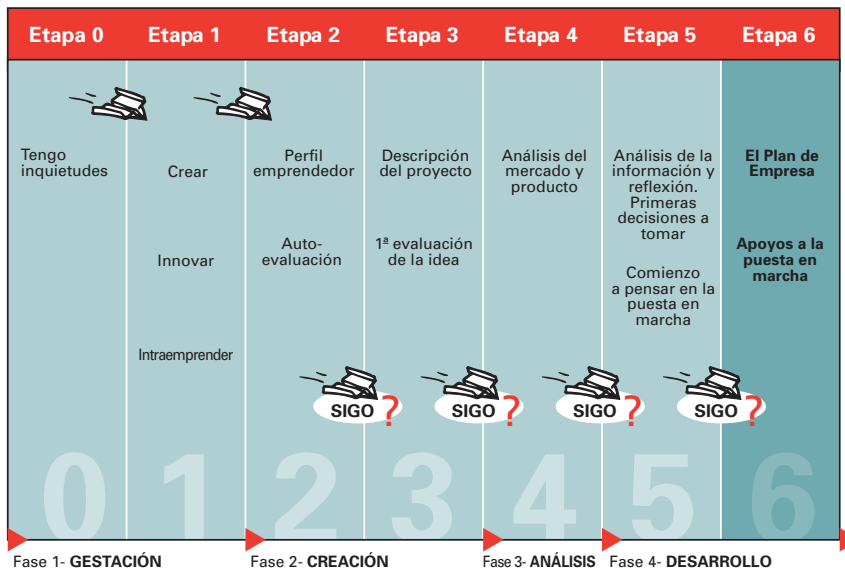 Etapa 0
Etapa 1
Etapa 2
Etapa 3
Etapa 4
Etapa 5
Etapa 6
Tengo
inquietudes
Crear
Innovar
Intraemprender
Perfil
emprendedor
Auto-
evaluación
Descripción
del proyecto
1ª evaluación
de la idea
Análisis del
mercado y
producto
Análisis de la
información y
reflexión.
Primeras
decisiones a
tomar
Comienzo
a pensar en la
puesta en
marcha
El Plan de
Empresa
Apoyos a la
puesta en
marcha
SIGO ?
SIGO ?
SIGO ?
SIGO ?
0
1
2
3
4
5
6
Fase 1- GESTACIÓN
Fase 2- CREACIÓN
Fase 3- ANÁLISIS
Fase 4- DESARROLLO